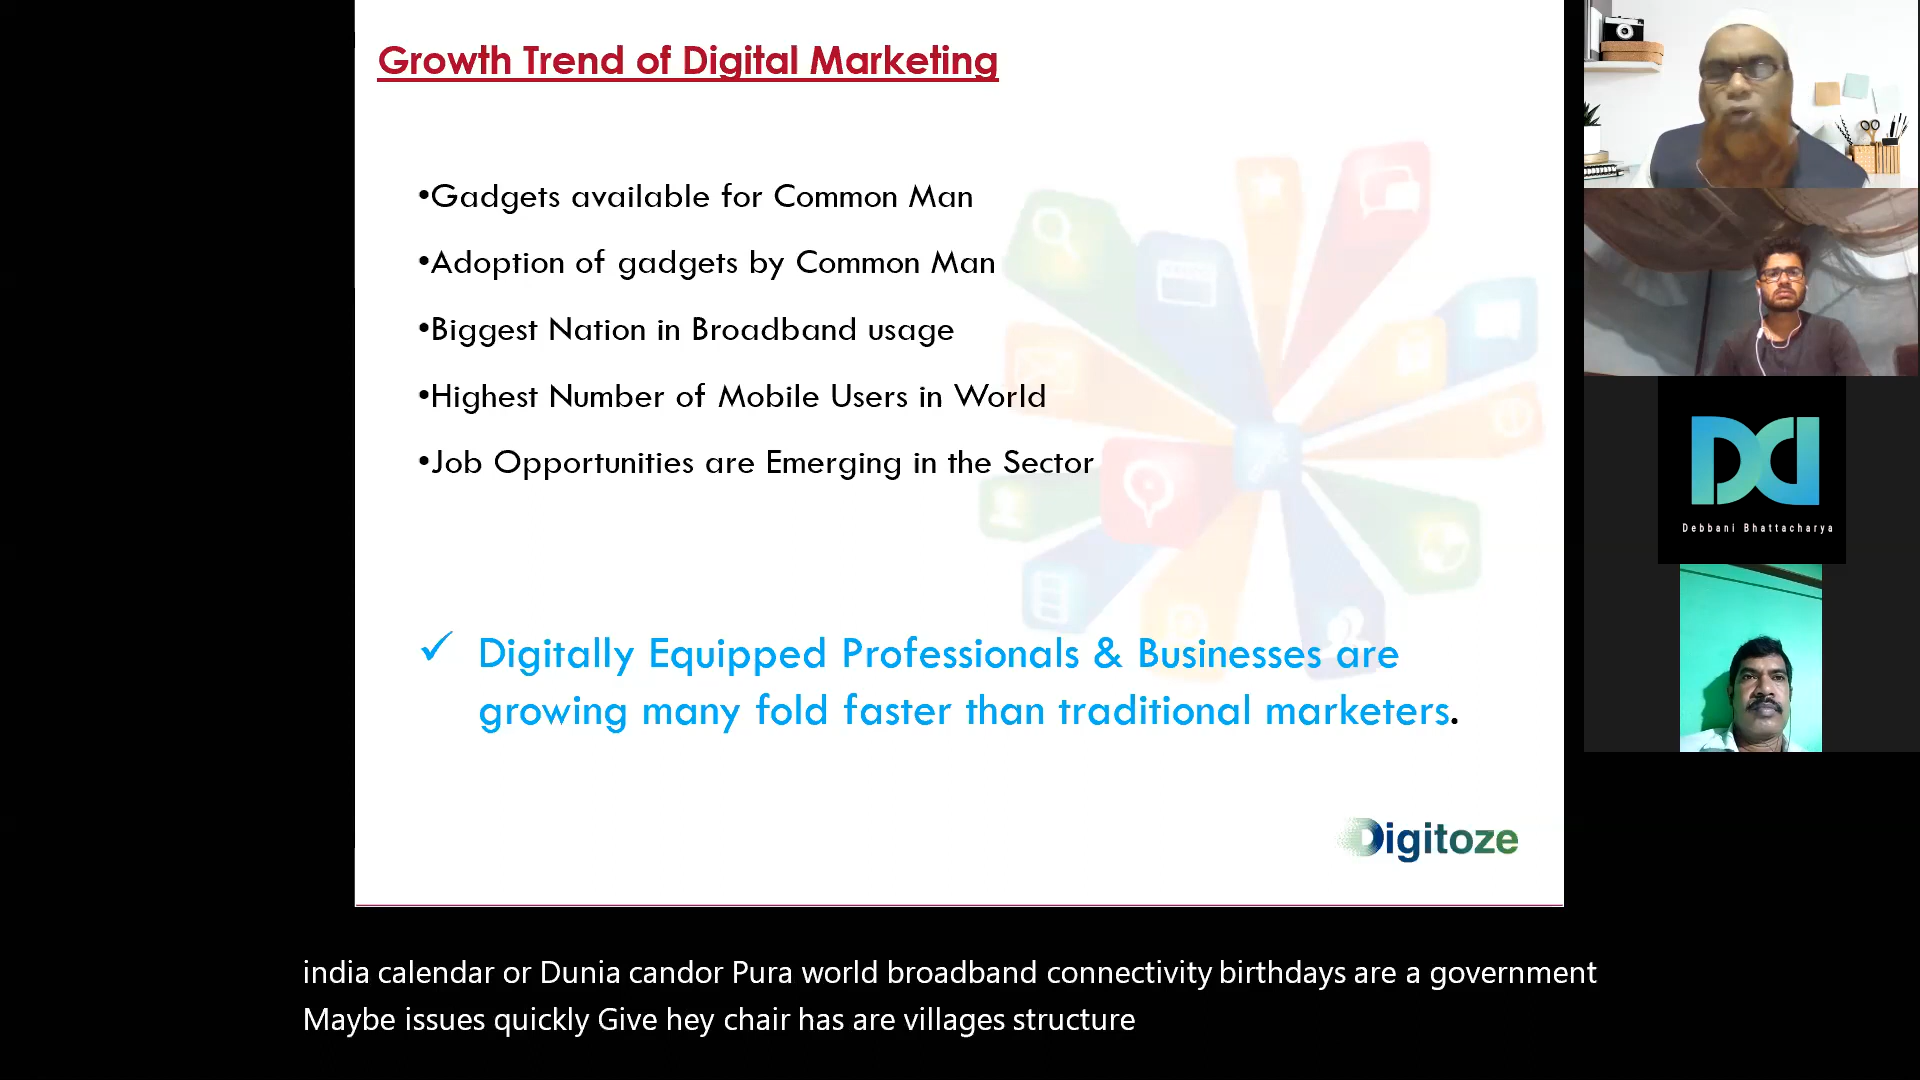 Growth Trend of Digital Marketing
•Gadgets available for Common Man
•Adoption of gadgets by Common Man
•Biggest Nation in Broadband usage
•Highest Number of Mobile Users in World
•Job Opportunities are Emerging in the Sector
✓ Digitally Equipped Professionals & Businesses are
growing many fold faster than traditional marketers.
Digitoze
DD
Debbani Bhattacharya
india calendar or Dunia candor Pura world broadband connectivity birthdays are a government
Maybe issues quickly Give hey chair has are villages structure